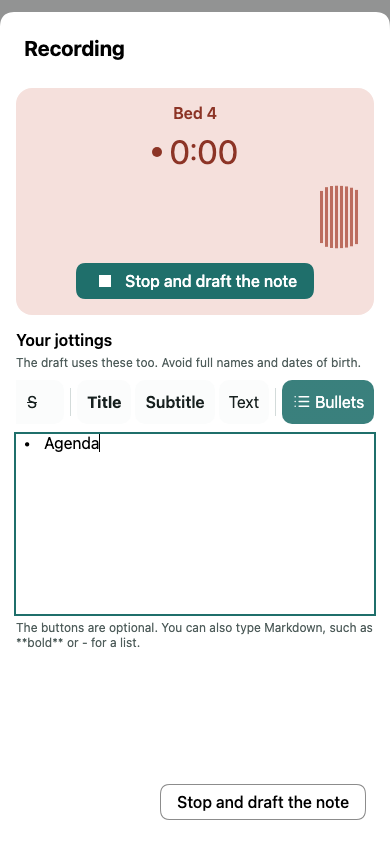 Recording
Bed 4
• 0:00
Stop and draft the note
Your jottings
The draft uses these too. Avoid full names and dates of birth.
S Title Subtitle Text Bullets
• Agenda
The buttons are optional. You can also type Markdown, such as
**bold** or - for a list.
Stop and draft the note